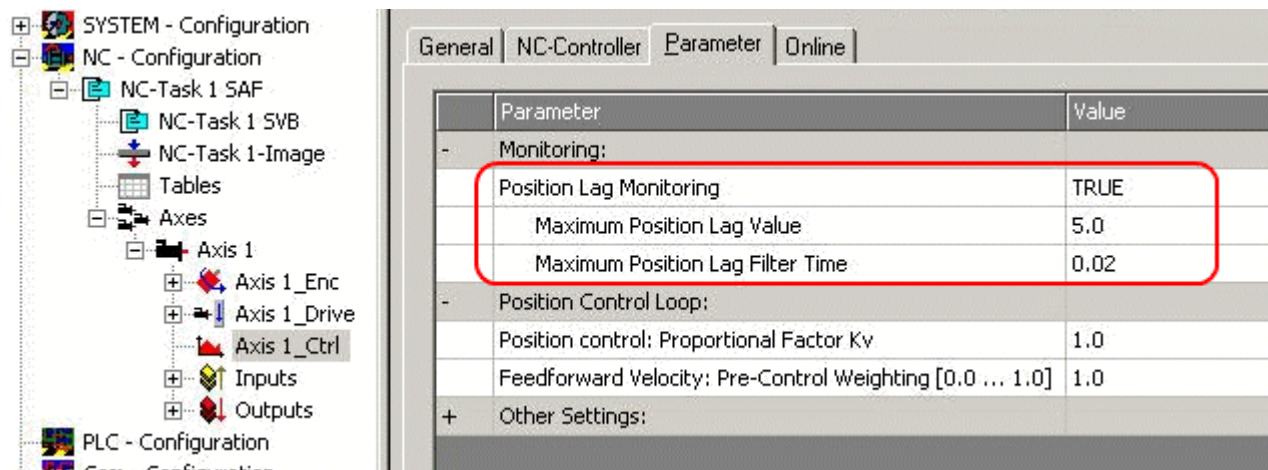 SYSTEM - Configuration
NC - Configuration
NC-Task 1 SAF
NC-Task 1 SVB
NC-Task 1-Image
Tables
Axes
Axis 1
Axis 1_Enc
Axis 1_Drive
Axis 1_Ctrl
Inputs
Outputs
PLC - Configuration
Cam - Configuration
General NC-Controller Parameter Online
Parameter Value
- Monitoring:
Position Lag Monitoring TRUE
Maximum Position Lag Value 5.0
Maximum Position Lag Filter Time 0.02
- Position Control Loop:
Position control: Proportional Factor Kv 1.0
Feedforward Velocity: Pre-Control Weighting [0.0 ... 1.0] 1.0
+ Other Settings: